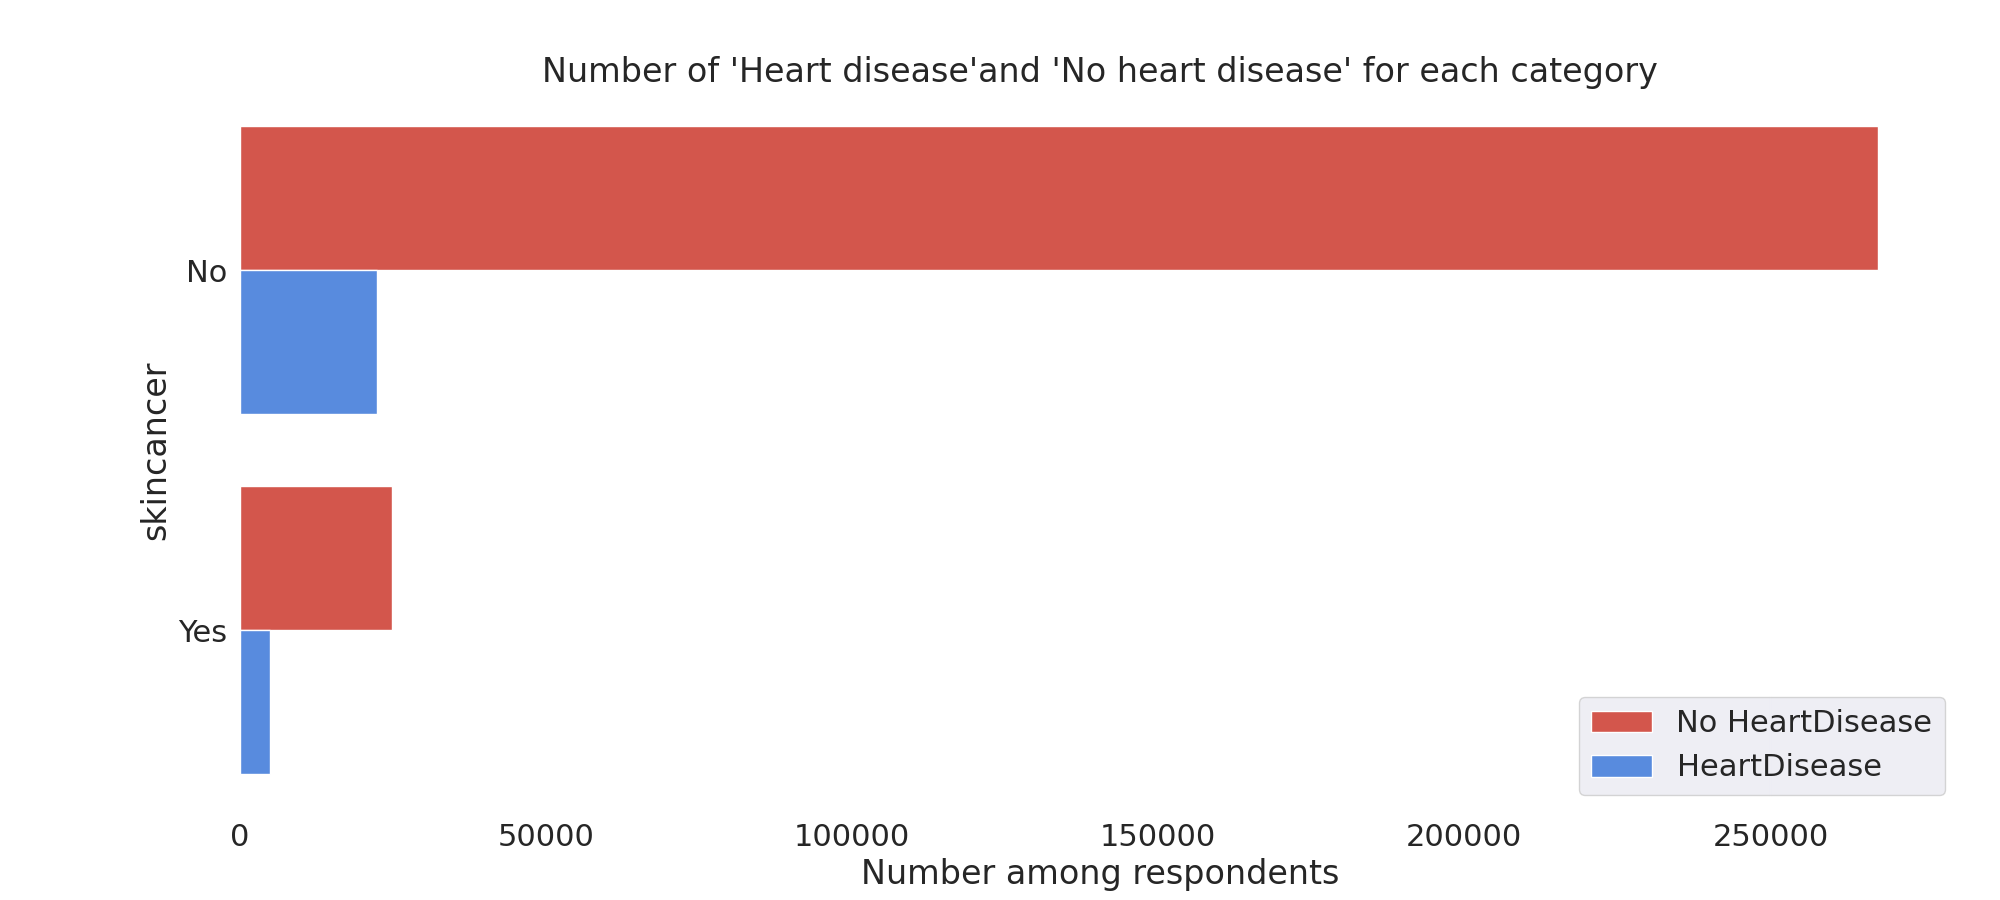 Number of 'Heart disease'and 'No heart disease' for each category
No
skincancer
Yes
No HeartDisease
HeartDisease
0 50000 100000 150000 200000 250000
Number among respondents